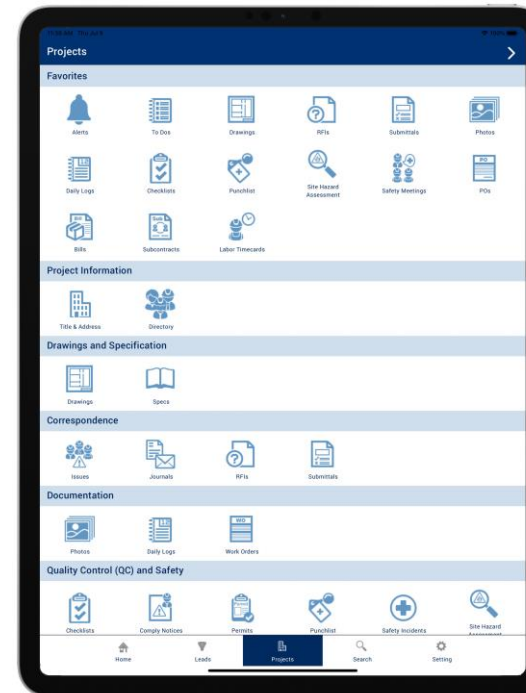 Projects
Favorites
Alerts
To Dos
Drawings
RFIs
Submittals
Photos
Daily Logs
Checklists
Punchlist
Site Hazard
Assessment
Safety Meetings
PO
POs
Bill
Bills
Sub
Subcontracts
Labor Timecards
Project Information
Title & Address
Directory
Drawings and Specification
Drawings
Specs
Correspondence
Issues
Journals
RFIs
Submittals
Documentation
Photos
Daily Logs
WO
Work Orders
Quality Control (QC) and Safety
Checklists
Comply Notices
Permits
Punchlist
Safety Incidents
Site Hazard
Assessment
Home
Leads
Projects
Search
Setting